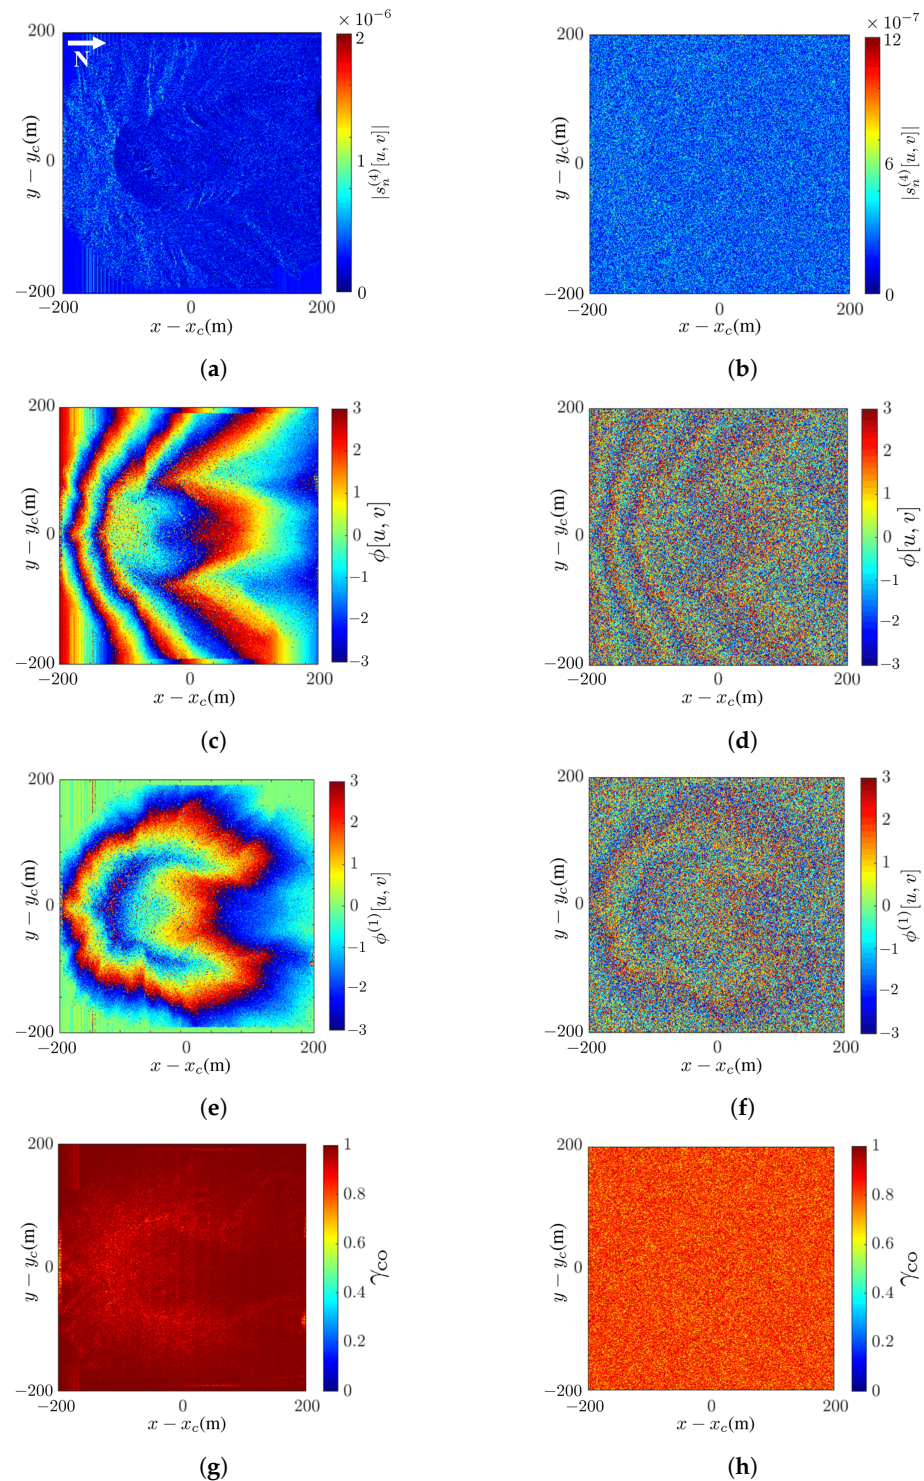 × 10⁻⁶
200
2
N
y − y_c(m)
0
1
|s_n^(4)[u, v]|
−200
0
−200
0
200
x − x_c(m)
(a)
× 10⁻⁷
200
12
y − y_c(m)
0
6
|s_n^(4)[u, v]|
−200
0
−200
0
200
x − x_c(m)
(b)
200
3
2
1
y − y_c(m)
0
0
ϕ[u, v]
−1
−2
−200
−3
−200
0
200
x − x_c(m)
(c)
200
3
2
1
y − y_c(m)
0
0
ϕ[u, v]
−1
−2
−200
−3
−200
0
200
x − x_c(m)
(d)
200
3
2
1
y − y_c(m)
0
0
ϕ^(1)[u, v]
−1
−2
−200
−3
−200
0
200
x − x_c(m)
(e)
200
3
2
1
y − y_c(m)
0
0
ϕ^(1)[u, v]
−1
−2
−200
−3
−200
0
200
x − x_c(m)
(f)
200
1
0.8
0.6
y − y_c(m)
0
γ_co
0.4
0.2
−200
0
−200
0
200
x − x_c(m)
(g)
200
1
0.8
0.6
y − y_c(m)
0
γ_co
0.4
0.2
−200
0
−200
0
200
x − x_c(m)
(h)